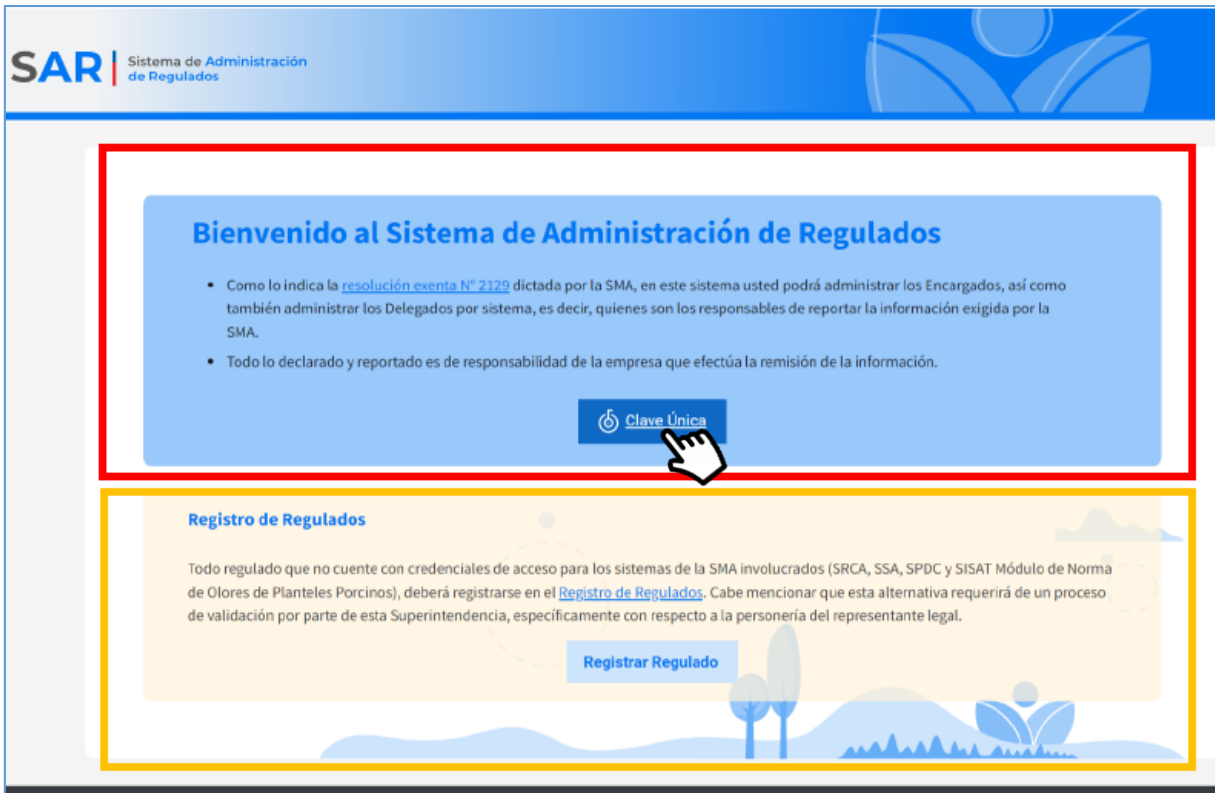 SAR
Sistema de Administración
de Regulados
Bienvenido al Sistema de Administración de Regulados
• Como lo indica la resolución exenta N° 2129 dictada por la SMA, en este sistema usted podrá administrar los Encargados, así como
también administrar los Delegados por sistema, es decir, quienes son los responsables de reportar la información exigida por la
SMA.
• Todo lo declarado y reportado es de responsabilidad de la empresa que efectúa la remisión de la información.
Clave Única
Registro de Regulados
Todo regulado que no cuente con credenciales de acceso para los sistemas de la SMA involucrados (SRCA, SSA, SPDC y SISAT Módulo de Norma
de Olores de Planteles Porcinos), deberá registrarse en el Registro de Regulados. Cabe mencionar que esta alternativa requerirá de un proceso
de validación por parte de esta Superintendencia, específicamente con respecto a la personería del representante legal.
Registrar Regulado